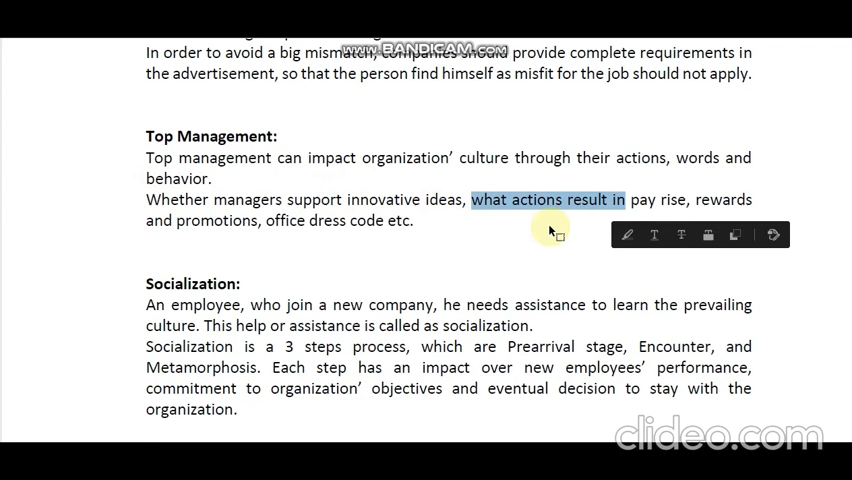 www.BANDICAM.com
In order to avoid a big mismatch, companies should provide complete requirements in
the advertisement, so that the person find himself as misfit for the job should not apply.
Top Management:
Top management can impact organization’ culture through their actions, words and
behavior.
Whether managers support innovative ideas, what actions result in pay rise, rewards
and promotions, office dress code etc.
Socialization:
An employee, who join a new company, he needs assistance to learn the prevailing
culture. This help or assistance is called as socialization.
Socialization is a 3 steps process, which are Prearrival stage, Encounter, and
Metamorphosis. Each step has an impact over new employees’ performance,
commitment to organization’ objectives and eventual decision to stay with the
organization.
clideo.com